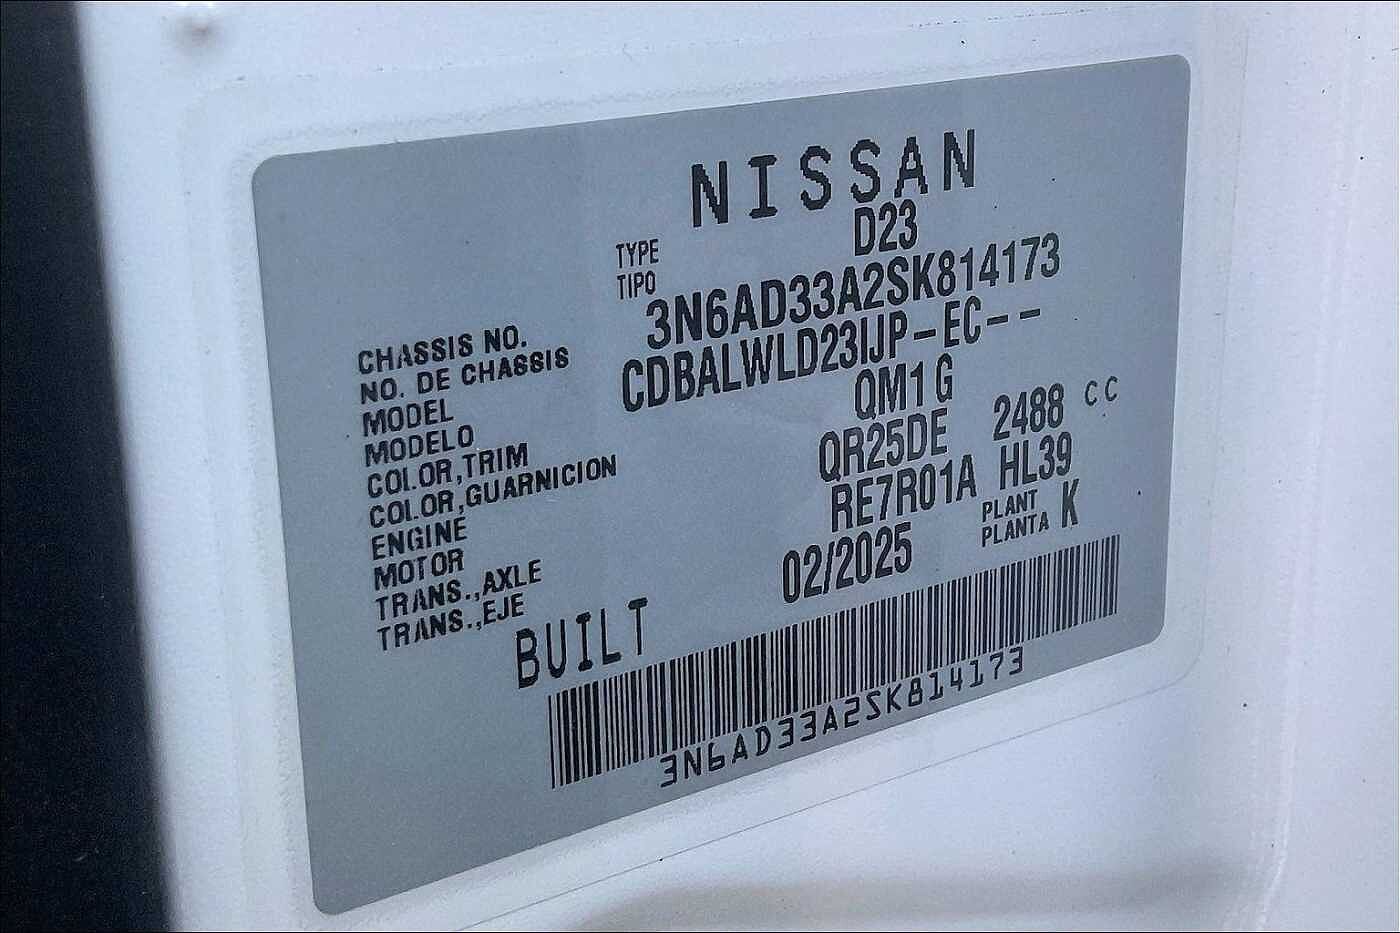 NISSAN
TYPE D23
TIPO
CHASSIS NO. 3N6AD33A2SK814173
NO. DE CHASSIS
MODEL CDBALWLD23IJP-EC--
MODELO
COLOR,TRIM QM1 G
COLOR,GUARNICION
ENGINE QR25DE 2488 CC
MOTOR
TRANS.,AXLE RE7R01A HL39
TRANS.,EJE
PLANT K
PLANTA
BUILT 02/2025
3N6AD33A2SK814173